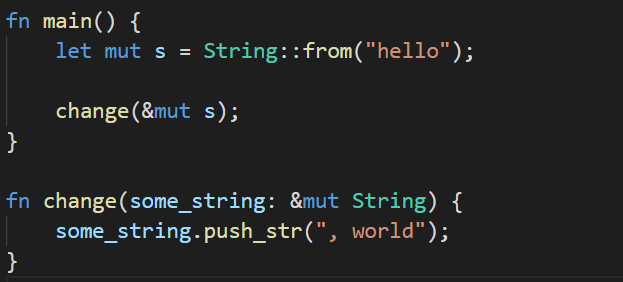 fn main() {
    let mut s = String::from("hello");

    change(&mut s);
}

fn change(some_string: &mut String) {
    some_string.push_str(", world");
}